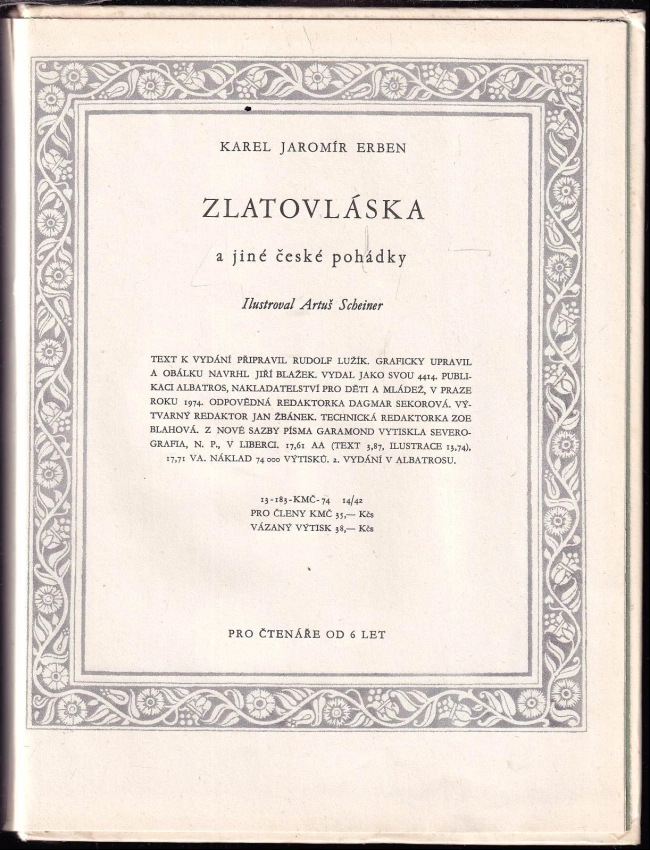 KAREL JAROMÍR ERBEN
ZLATOVLÁSKA
a jiné české pohádky
Ilustroval Artuš Scheiner
TEXT K VYDÁNÍ PŘIPRAVIL RUDOLF LUŽÍK. GRAFICKY UPRAVIL
A OBÁLKU NAVRHL JIŘÍ BLAŽEK. VYDAL JAKO SVOU 4414. PUBLI-
KACI ALBATROS, NAKLADATELSTVÍ PRO DĚTI A MLÁDEŽ, V PRAZE
ROKU 1974. ODPOVĚDNÁ REDAKTORKA DAGMAR SEKOROVÁ. VÝ-
TVARNÝ REDAKTOR JAN ŽBÁNEK. TECHNICKÁ REDAKTORKA ZOE
BLAHOVÁ. Z NOVÉ SAZBY PÍSMA GARAMOND VYTISKLA SEVERO-
GRAFIA, N. P., V LIBERCI. 17,61 AA (TEXT 3,87, ILUSTRACE 13,74),
17,71 VA. NÁKLAD 74 000 VÝTISKŮ. 2. VYDÁNÍ V ALBATROSU.
13-183-KMČ-74 14/42
PRO ČLENY KMČ 35,— Kčs
VÁZANÝ VÝTISK 38,— Kčs
PRO ČTENÁŘE OD 6 LET